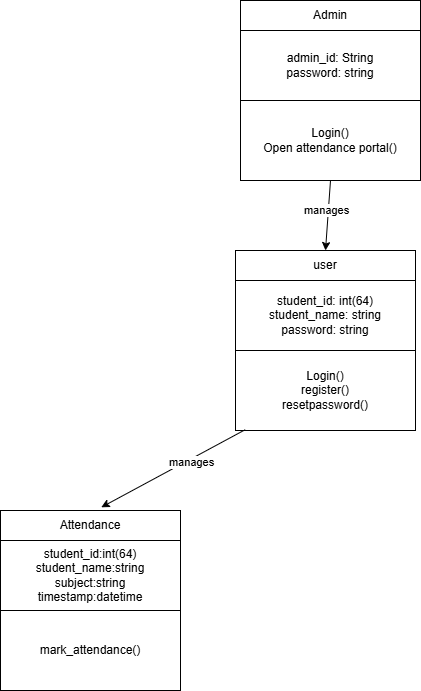 Admin
admin_id: String
password: string
Login()
Open attendance portal()
manages
user
student_id: int(64)
student_name: string
password: string
Login()
register()
resetpassword()
manages
Attendance
student_id:int(64)
student_name:string
subject:string
timestamp:datetime
mark_attendance()